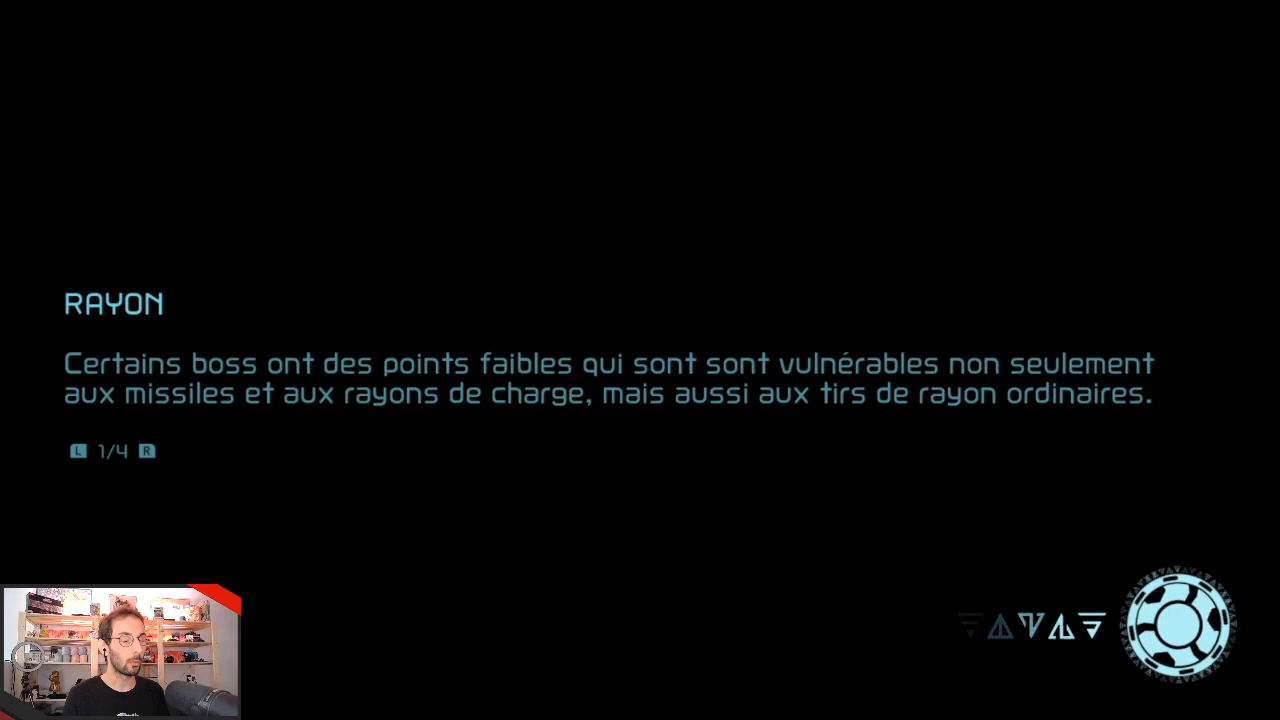 RAYON
Certains boss ont des points faibles qui sont sont vulnérables non seulement
aux missiles et aux rayons de charge, mais aussi aux tirs de rayon ordinaires.
L 1/4 R